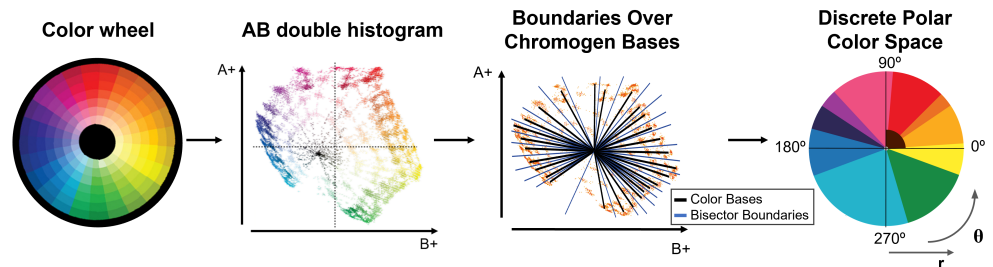 Color wheel
AB double histogram
Boundaries Over
Chromogen Bases
Discrete Polar
Color Space
A+
B+
A+
B+
Color Bases
Bisector Boundaries
90º
180º
0º
270º
θ
r